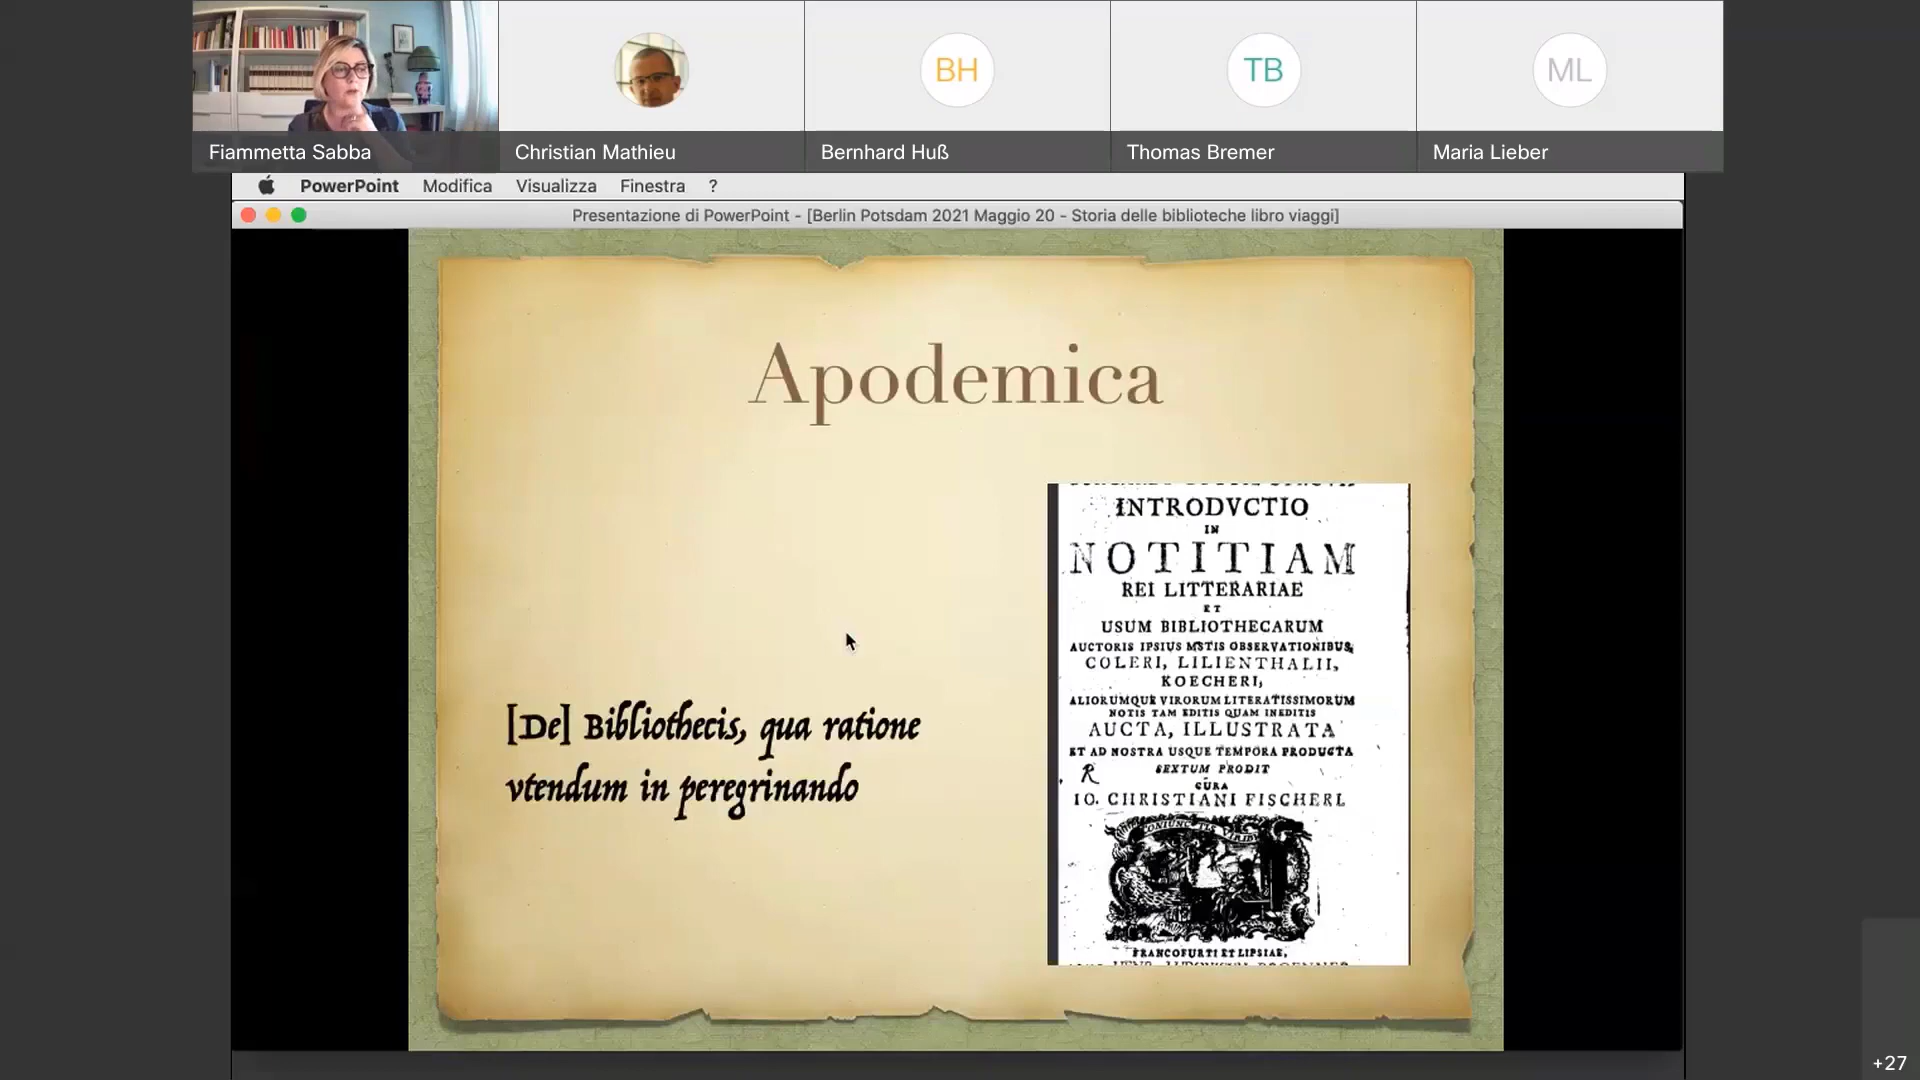 Fiammetta Sabba
Christian Mathieu
BH
Bernhard Huß
TB
Thomas Bremer
ML
Maria Lieber
PowerPoint Modifica Visualizza Finestra ?
Presentazione di PowerPoint - [Berlin Potsdam 2021 Maggio 20 - Storia delle biblioteche libro viaggi]
Apodemica
[De] Bibliothecis, qua ratione
vtendum in peregrinando
INTRODVCTIO
IN
NOTITIAM
REI LITTERARIAE
ET
USUM BIBLIOTHECARUM
AUCTORIS IPSIUS MSTIS OBSERVATIONIBUS,
COLERI, LILIENTHALII,
KOECHERI,
ALIORUMQUE VIRORUM LITERATISSIMORUM
NOTIS TAM EDITIS QUAM INEDITIS
AUCTA, ILLUSTRATA
ET AD NOSTRA USQUE TEMPORA PRODUCTA
SEXTUM PRODIT
CURA
IO. CHRISTIANI FISCHERI.
FRANCOFURTI ET LIPSIAE,
+27